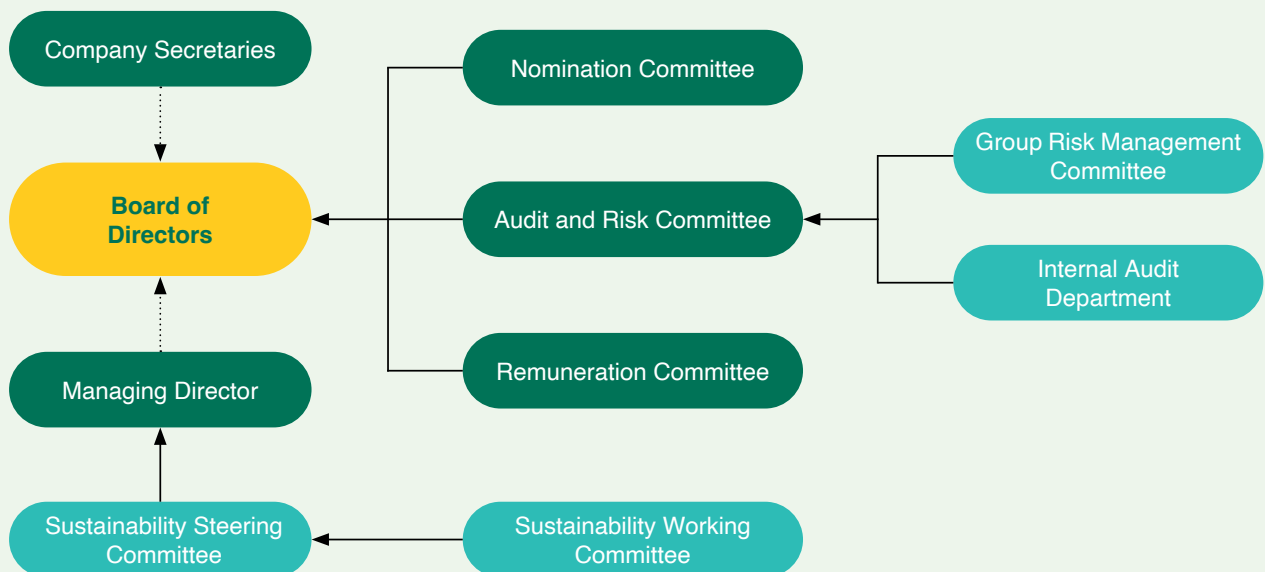 Company Secretaries
Nomination Committee
Group Risk Management
Committee
Board of
Directors
Audit and Risk Committee
Internal Audit
Department
Managing Director
Remuneration Committee
Sustainability Steering
Committee
Sustainability Working
Committee